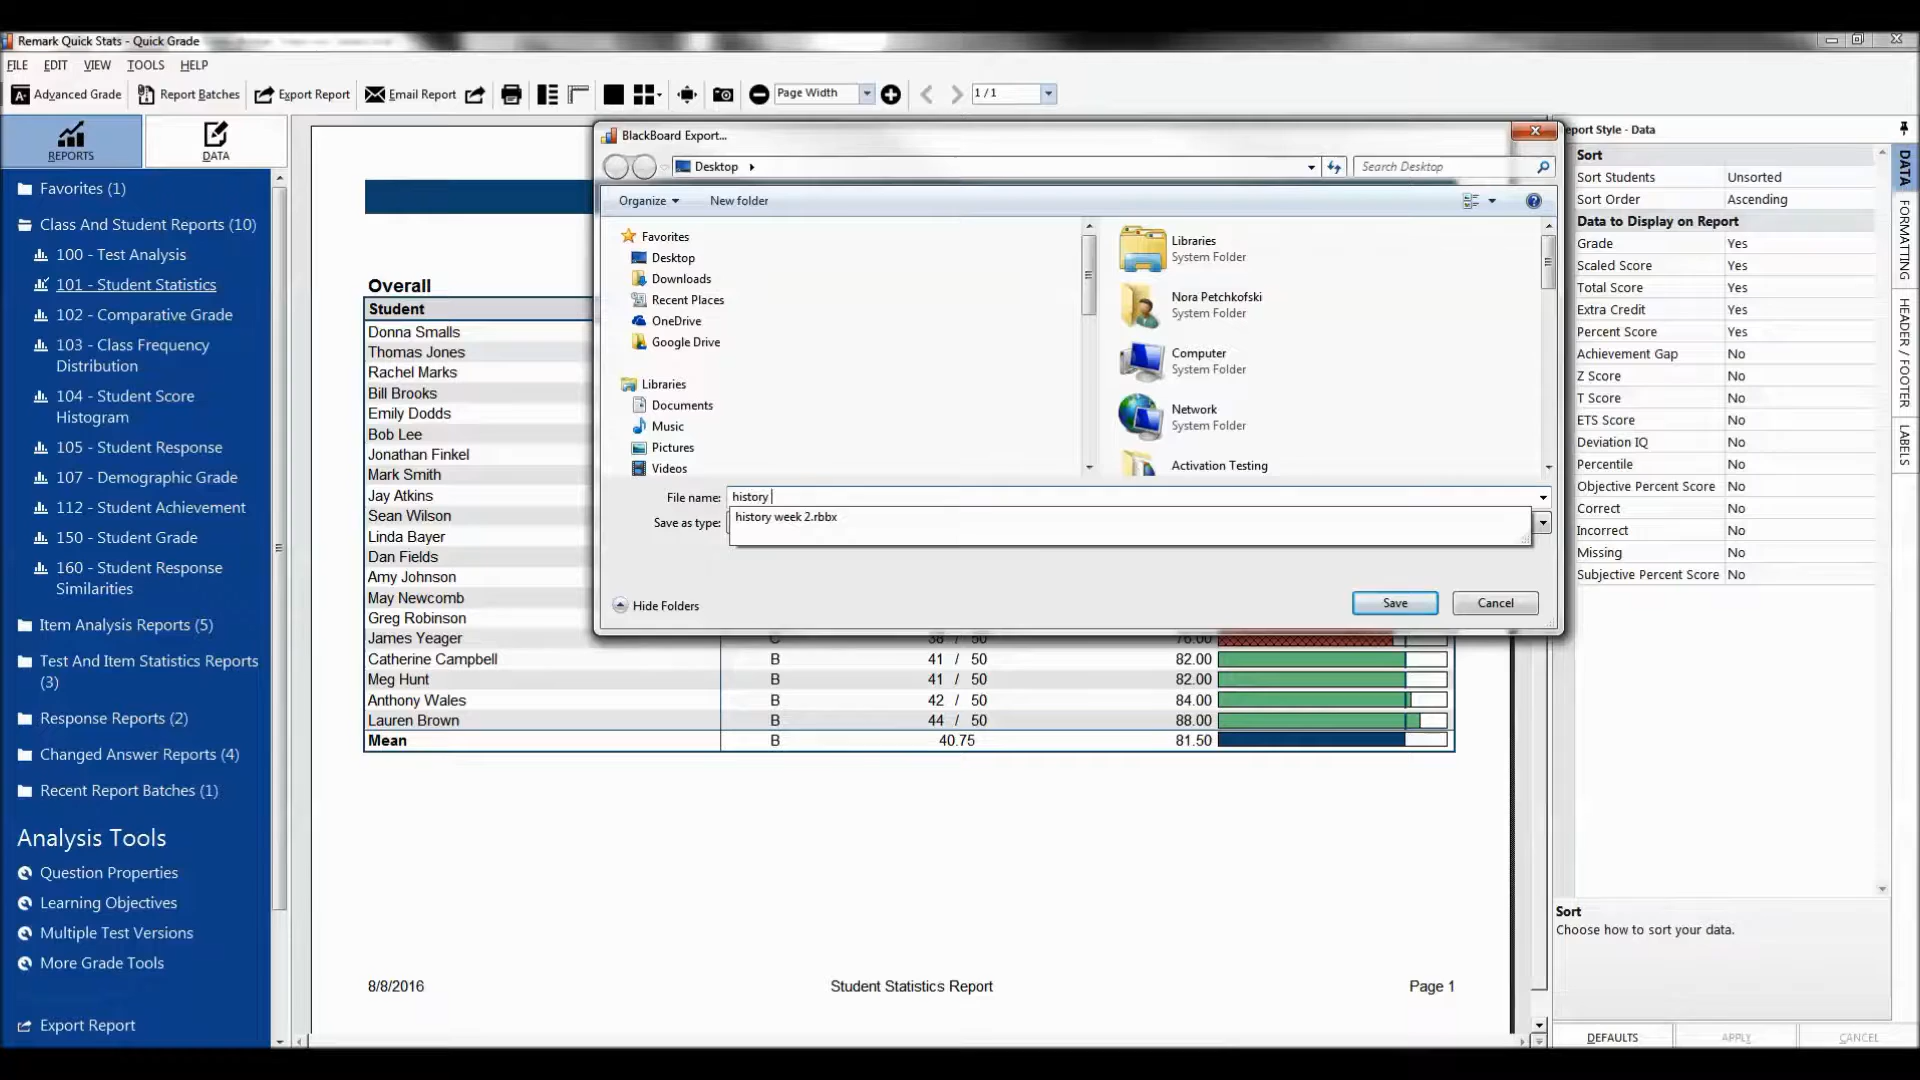 Remark Quick Stats - Quick Grade
FILE EDIT VIEW TOOLS HELP
Advanced Grade Report Batches Export Report Email Report Page Width 1 / 1
REPORTS DATA
Favorites (1)
Class And Student Reports (10)
100 - Test Analysis
101 - Student Statistics
102 - Comparative Grade
103 - Class Frequency
Distribution
104 - Student Score
Histogram
105 - Student Response
107 - Demographic Grade
112 - Student Achievement
150 - Student Grade
160 - Student Response
Similarities
Item Analysis Reports (5)
Test And Item Statistics Reports
(3)
Response Reports (2)
Changed Answer Reports (4)
Recent Report Batches (1)
Analysis Tools
Question Properties
Learning Objectives
Multiple Test Versions
More Grade Tools
Export Report
Overall
Student
Donna Smalls
Thomas Jones
Rachel Marks
Bill Brooks
Emily Dodds
Bob Lee
Jonathan Finkel
Mark Smith
Jay Atkins
Sean Wilson
Linda Bayer
Dan Fields
Amy Johnson
May Newcomb
Greg Robinson
James Yeager C 38 / 50 76.00
Catherine Campbell B 41 / 50 82.00
Meg Hunt B 41 / 50 82.00
Anthony Wales B 42 / 50 84.00
Lauren Brown B 44 / 50 88.00
Mean B 40.75 81.50
8/8/2016 Student Statistics Report Page 1
BlackBoard Export...
Desktop Search Desktop
Organize New folder
Favorites
Desktop
Downloads
Recent Places
OneDrive
Google Drive
Libraries
Documents
Music
Pictures
Videos
Libraries
System Folder
Nora Petchkofski
System Folder
Computer
System Folder
Network
System Folder
Activation Testing
File name: history
history week 2.rbbx
Save as type:
Hide Folders Save Cancel
eport Style - Data
Sort
Sort Students Unsorted
Sort Order Ascending
Data to Display on Report
Grade Yes
Scaled Score Yes
Total Score Yes
Extra Credit Yes
Percent Score Yes
Achievement Gap No
Z Score No
T Score No
ETS Score No
Deviation IQ No
Percentile No
Objective Percent Score No
Correct No
Incorrect No
Missing No
Subjective Percent Score No
DATA
FORMATTING
HEADER / FOOTER
LABELS
Sort
Choose how to sort your data.
DEFAULTS APPLY CANCEL